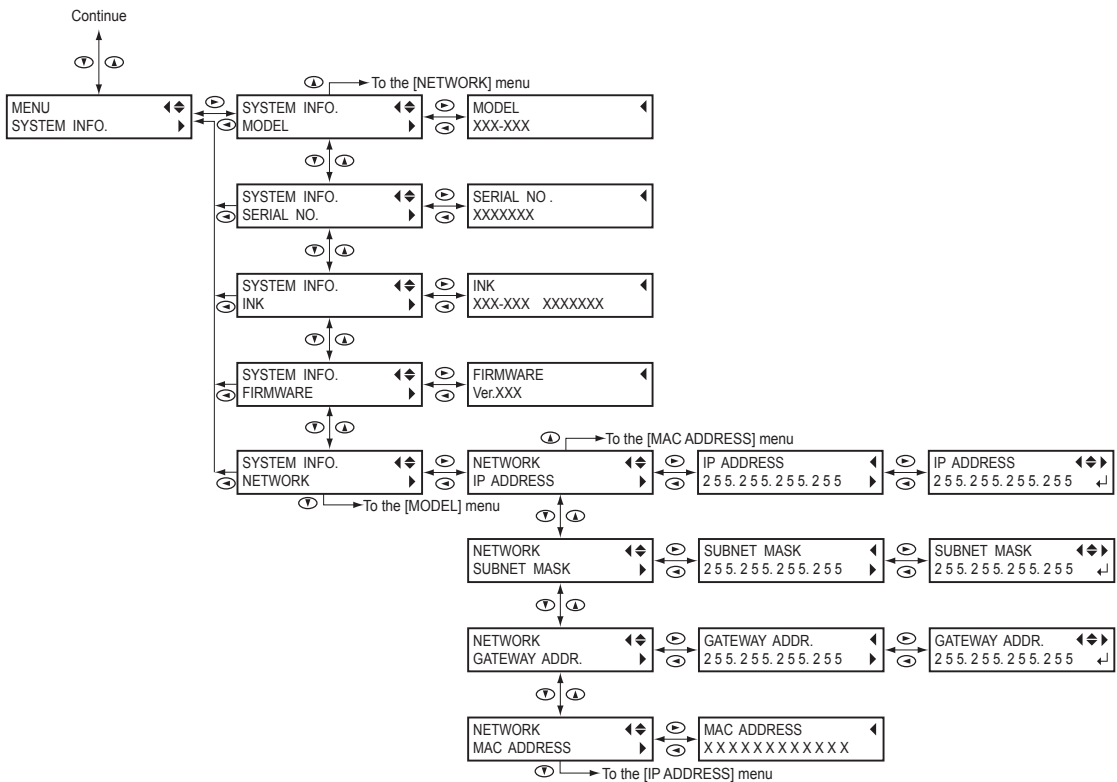 Continue
To the [NETWORK] menu
MENU
SYSTEM INFO.
SYSTEM INFO.
MODEL
MODEL
XXX-XXX
SYSTEM INFO.
SERIAL NO.
SERIAL NO .
XXXXXXX
SYSTEM INFO.
INK
INK
XXX-XXX XXXXXXX
SYSTEM INFO.
FIRMWARE
FIRMWARE
Ver.XXX
To the [MAC ADDRESS] menu
SYSTEM INFO.
NETWORK
NETWORK
IP ADDRESS
IP ADDRESS
2 5 5. 2 5 5. 2 5 5. 2 5 5
IP ADDRESS
2 5 5. 2 5 5. 2 5 5. 2 5 5
To the [MODEL] menu
NETWORK
SUBNET MASK
SUBNET MASK
2 5 5. 2 5 5. 2 5 5. 2 5 5
SUBNET MASK
2 5 5. 2 5 5. 2 5 5. 2 5 5
NETWORK
GATEWAY ADDR.
GATEWAY ADDR.
2 5 5. 2 5 5. 2 5 5. 2 5 5
GATEWAY ADDR.
2 5 5. 2 5 5. 2 5 5. 2 5 5
NETWORK
MAC ADDRESS
MAC ADDRESS
X X X X X X X X X X X X
To the [IP ADDRESS] menu